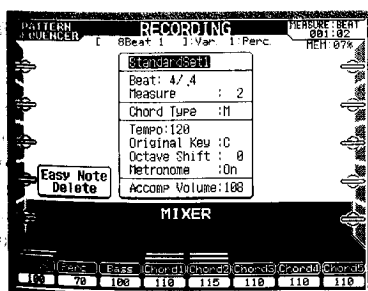 PATTERN SEQUENCER
RECORDING
MEASURE:BEAT
001:02
[ 8Beat 1 ]:Var. 1:Perc.
MEM:07%
StandardSet1
Beat: 4/ 4
Measure : 2
Chord Type :M
Tempo:120
Original Key :C
Octave Shift : 0
Metronome :On
Accomp Volume:108
Easy Note
Delete
MIXER
Perc Bass Chord1 Chord2 Chord3 Chord4 Chord5
100 70 100 110 115 110 110 110